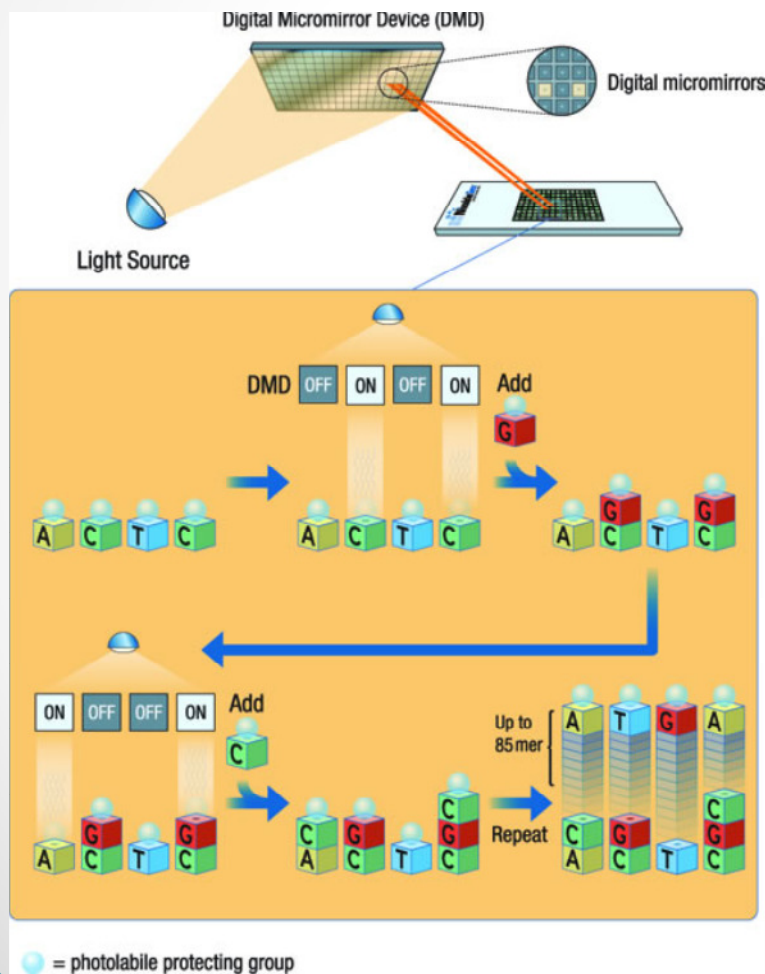 Digital Micromirror Device (DMD)
Digital micromirrors
Light Source
DMD OFF ON OFF ON Add
G
A C T C
A C T C
G G
A C T C
ON OFF OFF ON Add
C
G G
A C T C
C
C G G
A C T C
Repeat
Up to
85 mer
A T G A
C
C G G
A C T C
= photolabile protecting group